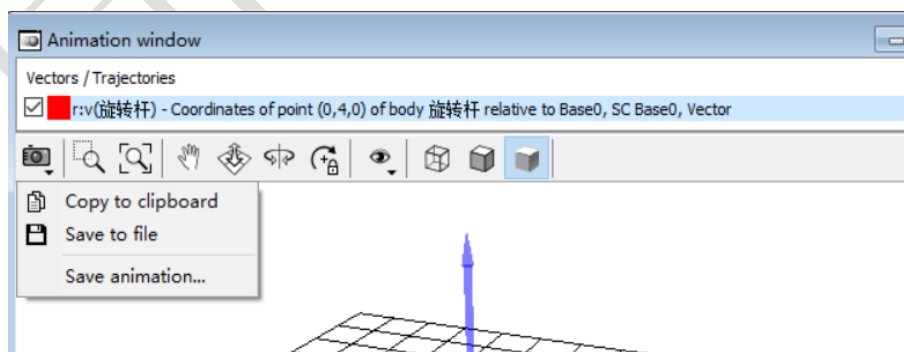 Animation window
Vectors / Trajectories
r:v(旋转杆) - Coordinates of point (0,4,0) of body 旋转杆 relative to Base0, SC Base0, Vector
Copy to clipboard
Save to file
Save animation...